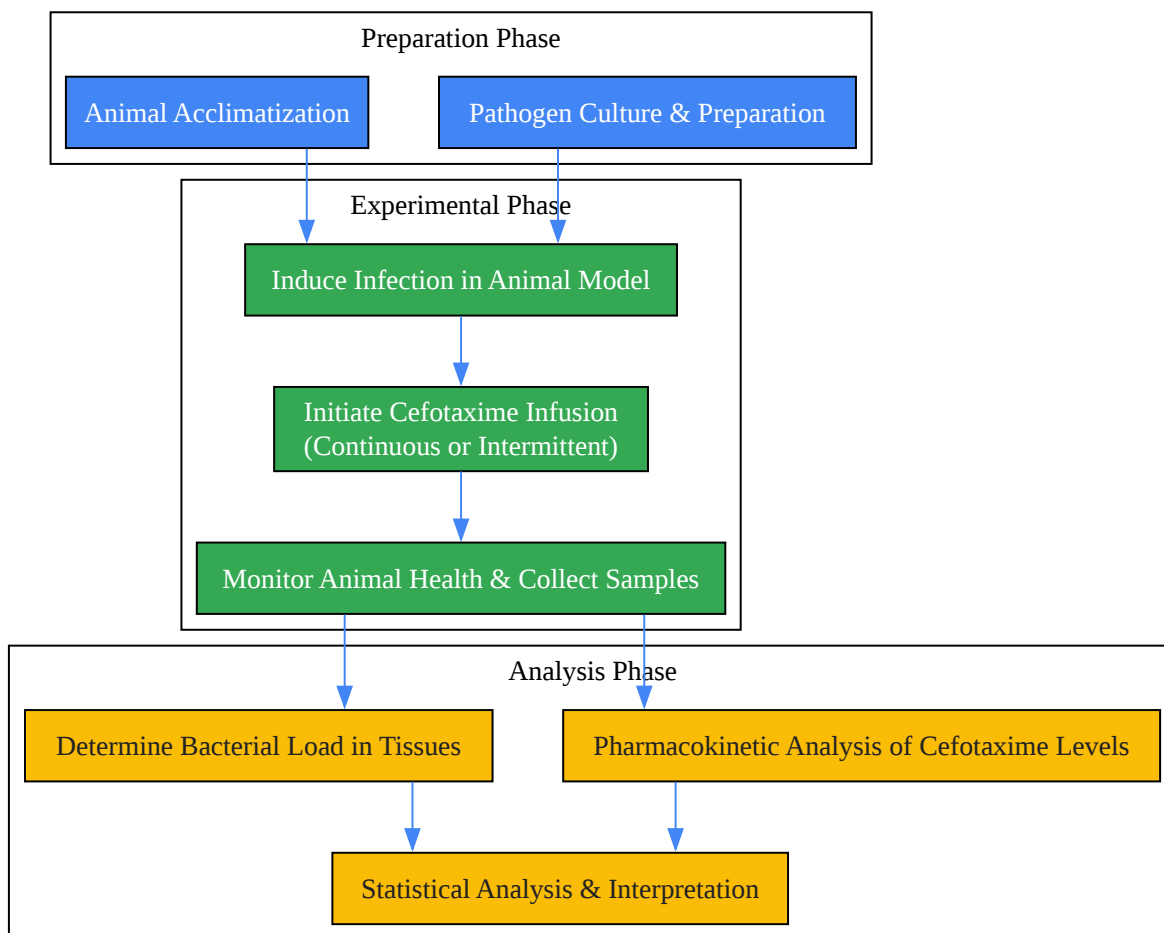 Preparation Phase
Animal Acclimatization
Pathogen Culture & Preparation
Experimental Phase
Induce Infection in Animal Model
Initiate Cefotaxime Infusion
(Continuous or Intermittent)
Monitor Animal Health & Collect Samples
Analysis Phase
Determine Bacterial Load in Tissues
Pharmacokinetic Analysis of Cefotaxime Levels
Statistical Analysis & Interpretation